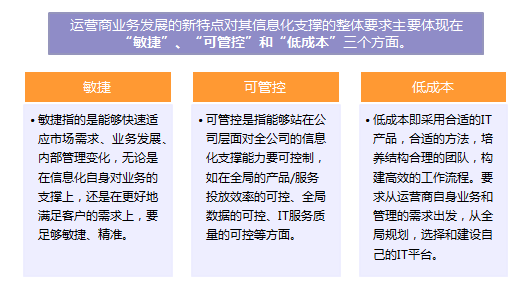 运营商业务发展的新特点对其信息化支撑的整体要求主要体现在
“敏捷”、“可管控”和“低成本”三个方面。
敏捷
• 敏捷指的是能够快速适
应市场需求、业务发展、
内部管理变化，无论是
在信息化自身对业务的
支撑上，还是在更好地
满足客户的需求上，要
足够敏捷、精准。
可管控
• 可管控是指能够站在公
司层面对全公司的信息
化支撑能力要可控制，
如在全局的产品/服务
投放效率的可控、全局
数据的可控、IT服务质
量的可控等方面。
低成本
• 低成本即采用合适的IT
产品，合适的方法，培
养结构合理的团队，构
建高效的工作流程。要
求从运营商自身业务和
管理的需求出发，从全
局规划，选择和建设自
己的IT平台。